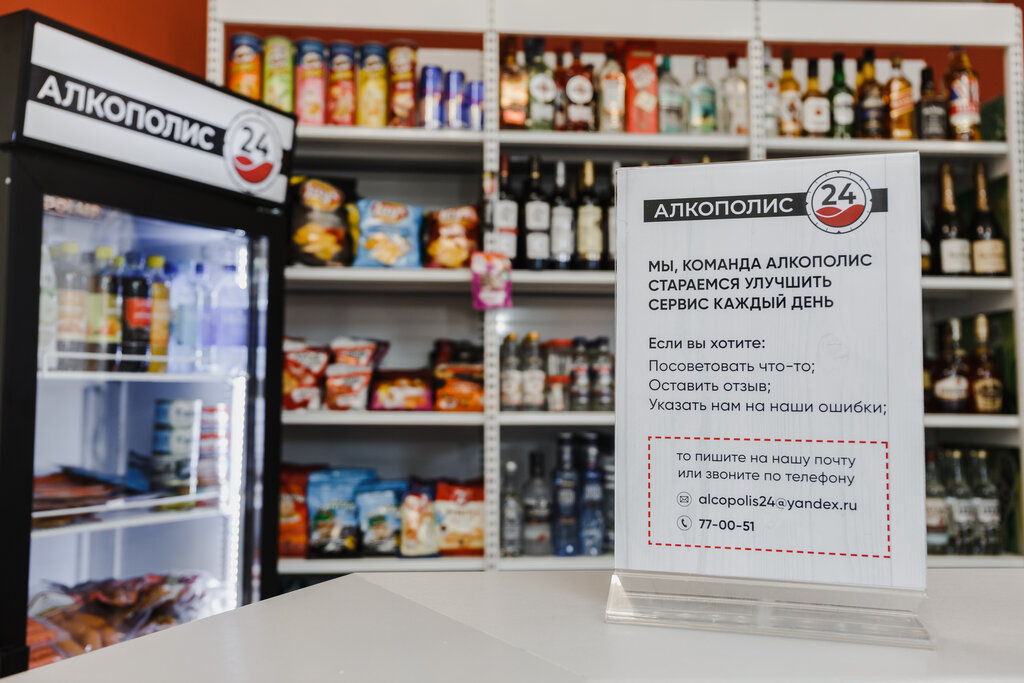 АЛКОПОЛИС 24
АЛКОПОЛИС 24
МЫ, КОМАНДА АЛКОПОЛИС
СТАРАЕМСЯ УЛУЧШИТЬ
СЕРВИС КАЖДЫЙ ДЕНЬ
Если вы хотите:
Посоветовать что-то;
Оставить отзыв;
Указать нам на наши ошибки;
то пишите на нашу почту
или звоните по телефону
alcopolis24@yandex.ru
77-00-51